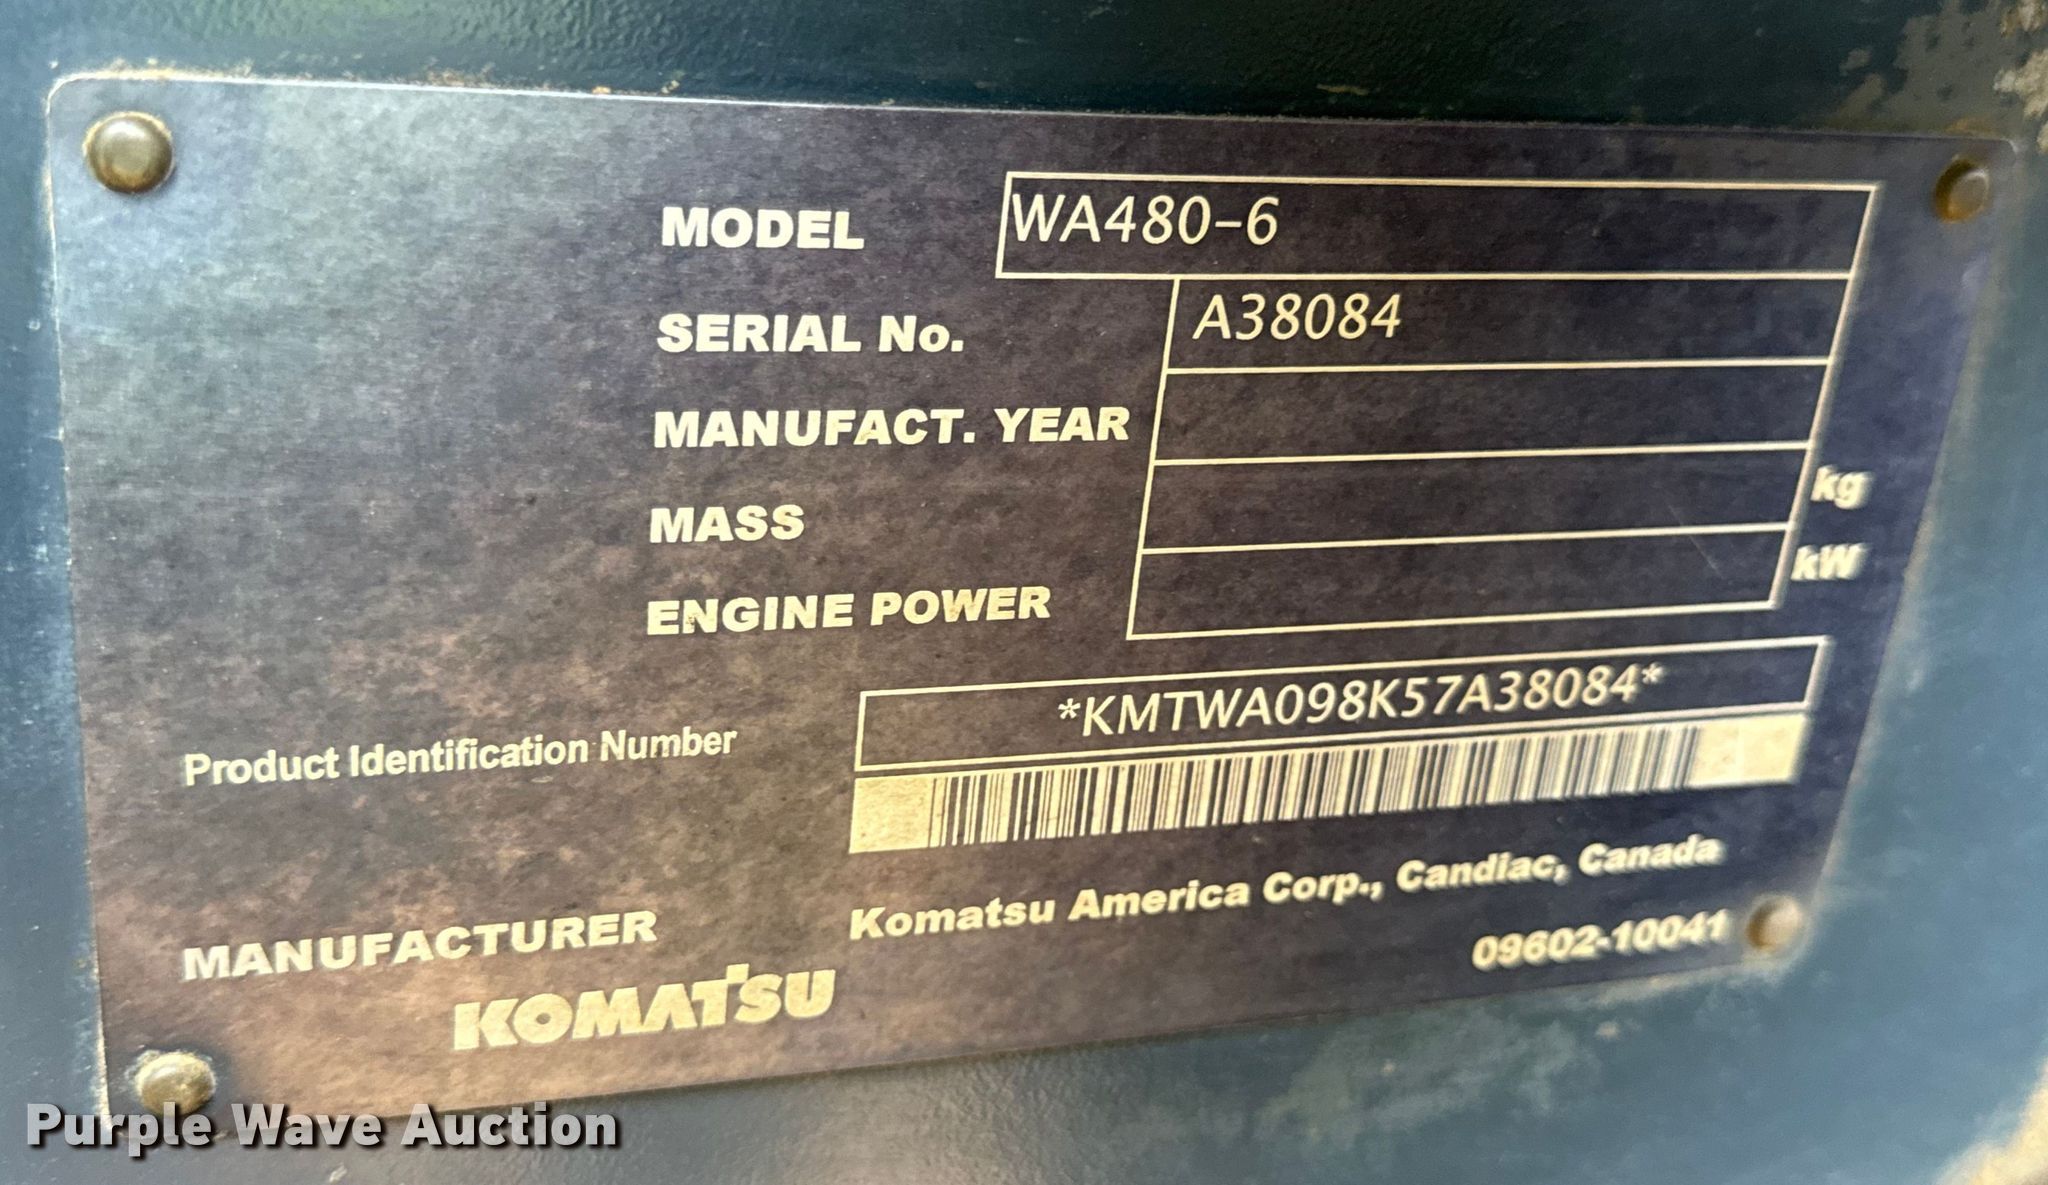 MODEL WA480-6
SERIAL No. A38084
MANUFACT. YEAR
MASS kg
ENGINE POWER kW
Product Identification Number *KMTWA098K57A38084*
MANUFACTURER Komatsu America Corp., Candiac, Canada
KOMATSU 09602-10041
Purple Wave Auction